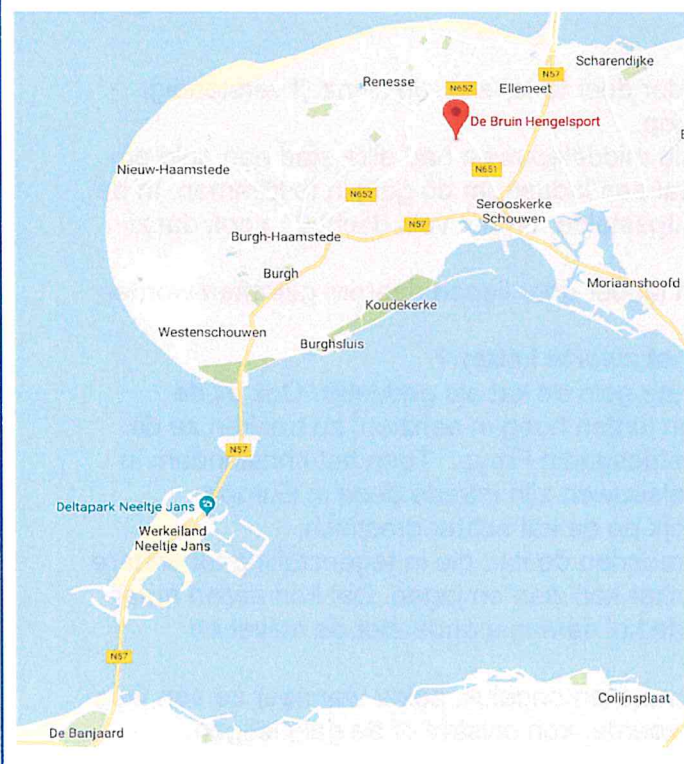 Scharendijke
N57
Renesse
N652
Ellemeet
De Bruin Hengelsport
Nieuw-Haamstede
N651
N652
Serooskerke
Schouwen
N57
Burgh-Haamstede
Burgh
Moriaanshoofd
Koudekerke
Westenschouwen
Burghsluis
N57
Deltapark Neeltje Jans
Werkeiland
Neeltje Jans
N57
Colijnsplaat
De Banjaard